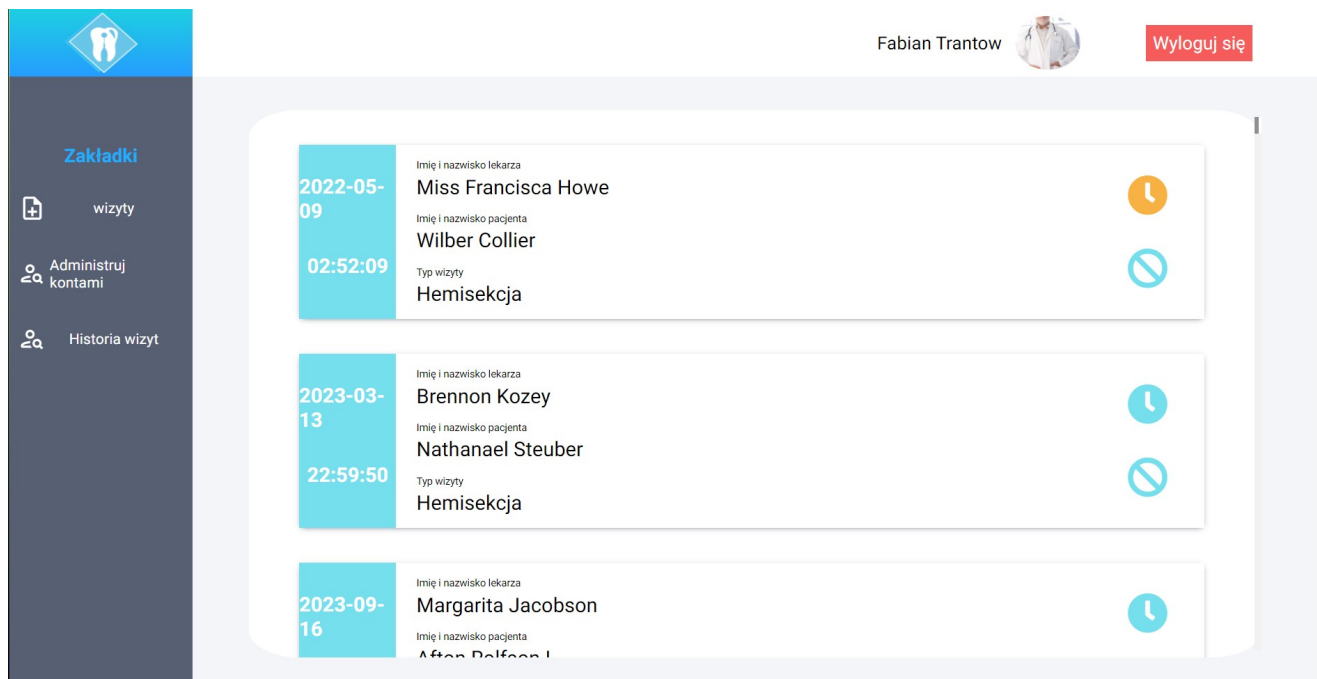 Fabian Trantow
Wyloguj się
Zakładki
wizyty
Administruj
kontami
Historia wizyt
2022-05-
09
02:52:09
Imię i nazwisko lekarza
Miss Francisca Howe
Imię i nazwisko pacjenta
Wilber Collier
Typ wizyty
Hemisekcja
2023-03-
13
22:59:50
Imię i nazwisko lekarza
Brennon Kozey
Imię i nazwisko pacjenta
Nathanael Steuber
Typ wizyty
Hemisekcja
2023-09-
16
Imię i nazwisko lekarza
Margarita Jacobson
Imię i nazwisko pacjenta